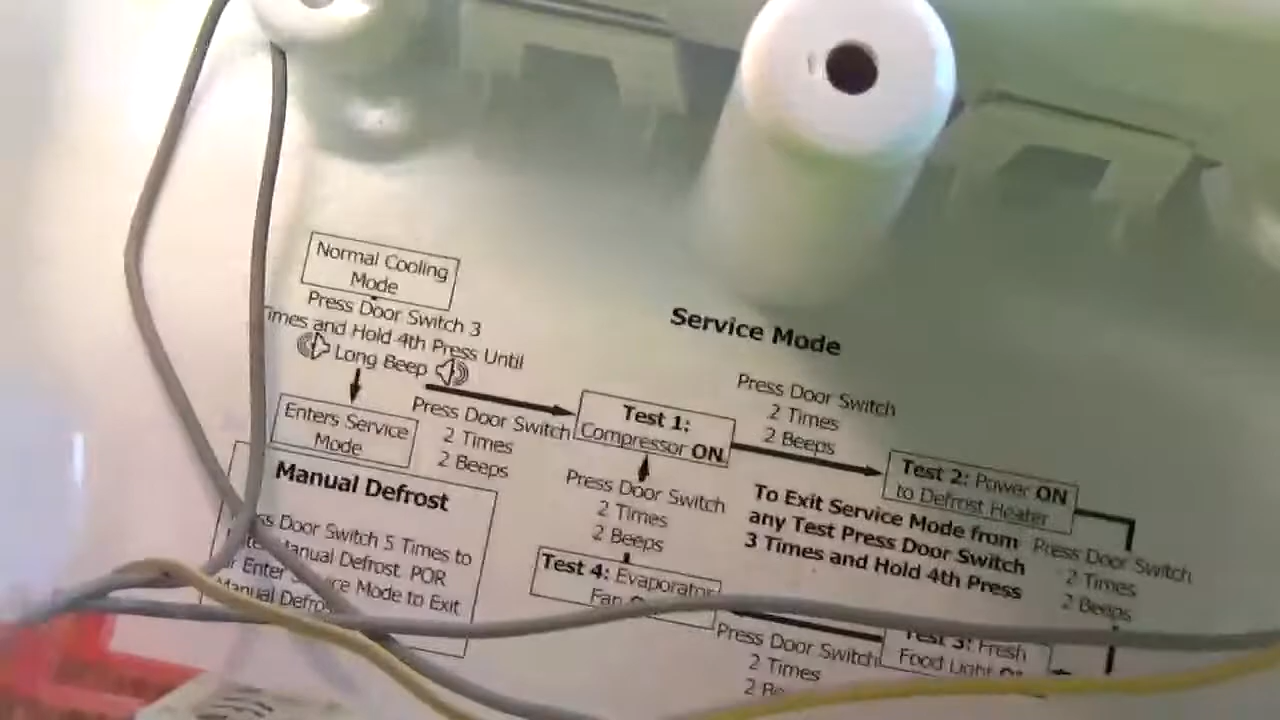 Normal Cooling
Mode
Press Door Switch 3
Times and Hold 4th Press Until
Long Beep
Enters Service
Mode
Service Mode
Press Door Switch
2 Times
2 Beeps
Test 1:
Compressor ON
Press Door Switch
2 Times
2 Beeps
Test 2: Power ON
to Defrost Heater
Press Door Switch
2 Times
2 Beeps
To Exit Service Mode from
any Test Press Door Switch
3 Times and Hold 4th Press
Press Door Switch
2 Times
2 Beeps
Test 3: Fresh
Food Light
Press Door Switch
2 Times
2
Test 4: Evaporator
Fan
Manual Defrost
Door Switch 5 Times to
Manual Defrost. POR
Enter Mode to Exit
Manual